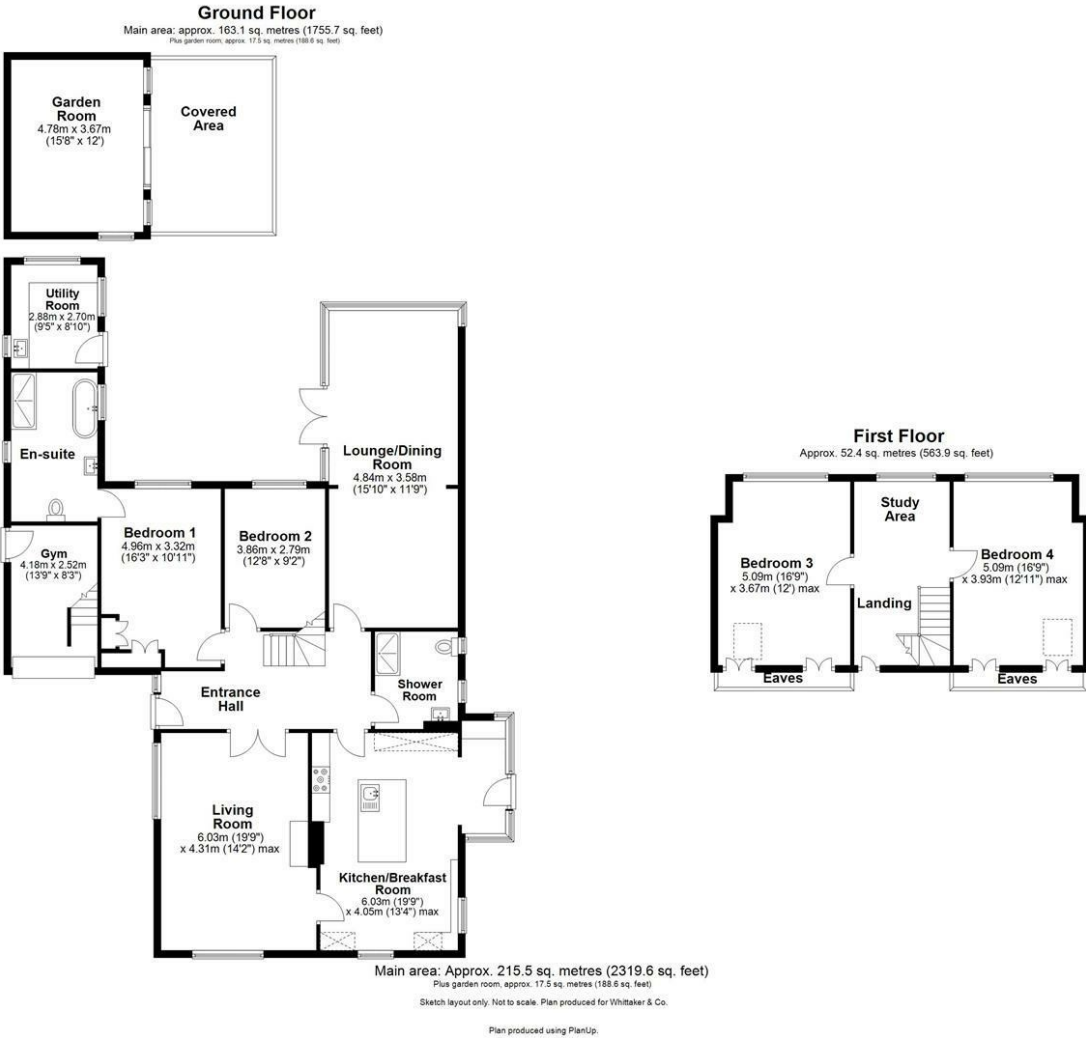 Ground Floor
Main area: approx. 163.1 sq. metres (1755.7 sq. feet)
Plus garden room, approx. 17.5 sq. metres (188.6 sq. feet)
Garden
Room
4.78m x 3.67m
(15'8" x 12')
Covered
Area
Utility
Room
2.88m x 2.70m
(9'5" x 8'10")
En-suite
Lounge/Dining
Room
4.84m x 3.58m
(15'10" x 11'9")
Bedroom 1
4.96m x 3.32m
(16'3" x 10'11")
Bedroom 2
3.86m x 2.79m
(12'8" x 9'2")
Gym
4.18m x 2.52m
(13'9" x 8'3")
Entrance
Hall
Shower
Room
Living
Room
6.03m (19'9")
x 4.31m (14'2") max
Kitchen/Breakfast
Room
6.03m (19'9")
x 4.05m (13'4") max
First Floor
Approx. 52.4 sq. metres (563.9 sq. feet)
Study
Area
Bedroom 3
5.09m (16'9")
x 3.67m (12') max
Bedroom 4
5.09m (16'9")
x 3.93m (12'11") max
Landing
Eaves
Eaves
Main area: Approx. 215.5 sq. metres (2319.6 sq. feet)
Plus garden room, approx. 17.5 sq. metres (188.6 sq. feet)
Sketch layout only. Not to scale. Plan produced for Whittaker & Co.
Plan produced using PlanUp.